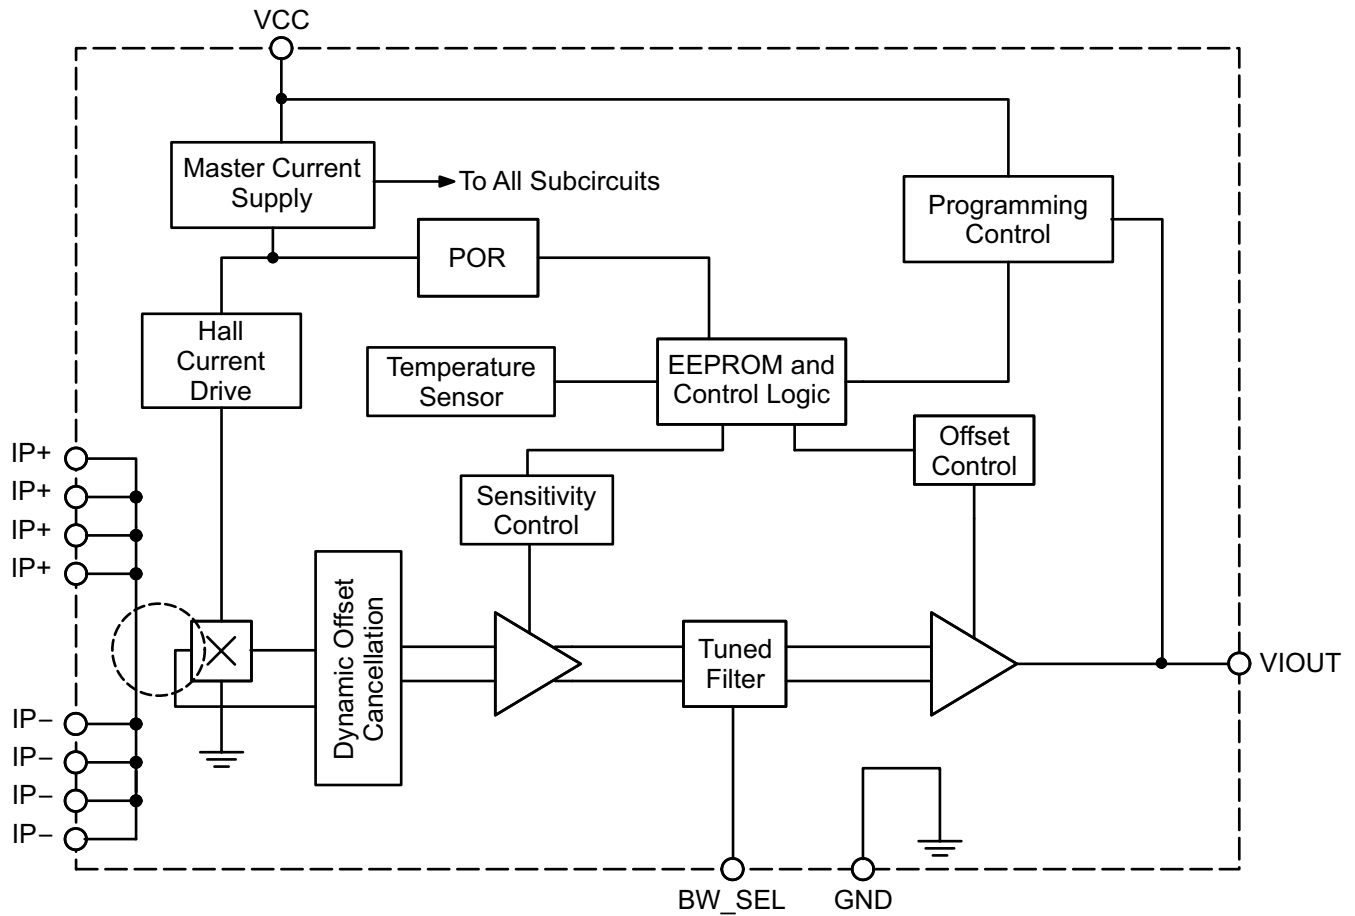 VCC
Master Current
Supply
To All Subcircuits
Programming
Control
POR
Hall
Current
Drive
Temperature
Sensor
EEPROM and
Control Logic
Offset
Control
Sensitivity
Control
IP+
IP+
IP+
IP+
Dynamic Offset
Cancellation
Tuned
Filter
VIOUT
IP−
IP−
IP−
IP−
BW_SEL
GND